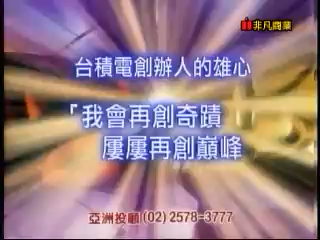 非凡商業
台積電創辦人的雄心
「我會再創奇蹟
屢屢再創巔峰
亞洲投顧(02)2578-3777